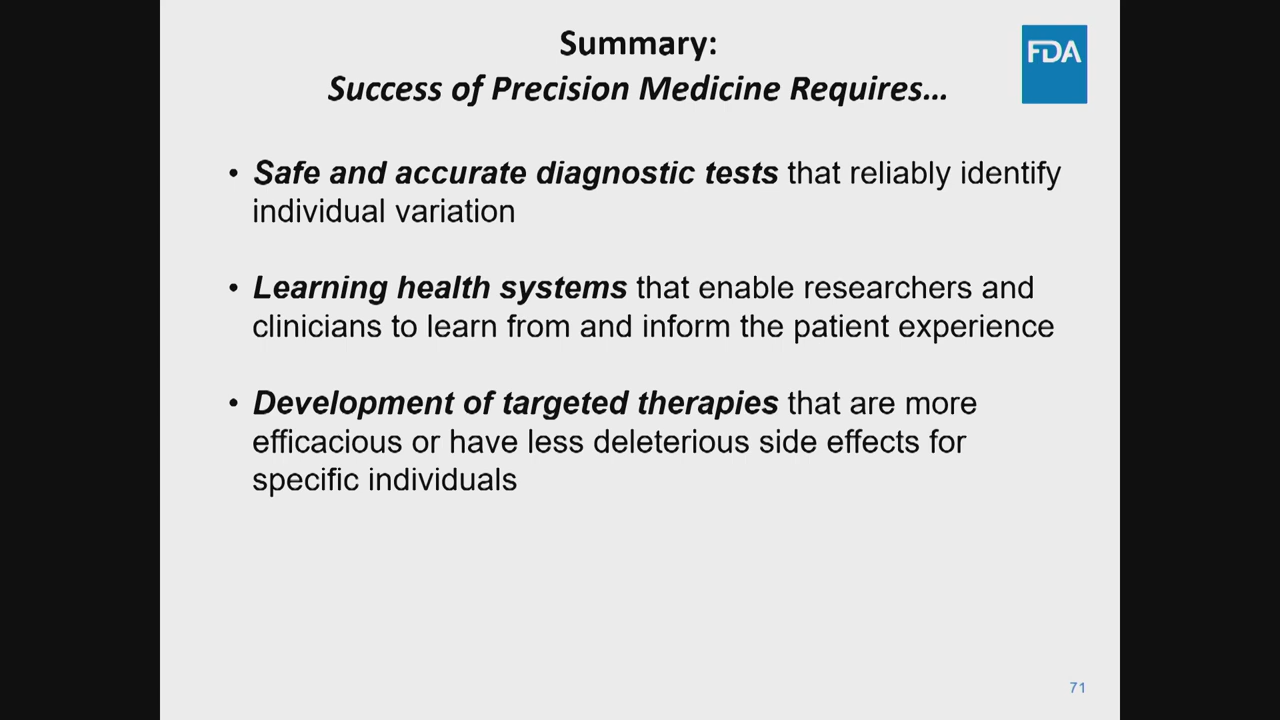 Summary:
Success of Precision Medicine Requires…
FDA
• Safe and accurate diagnostic tests that reliably identify
individual variation
• Learning health systems that enable researchers and
clinicians to learn from and inform the patient experience
• Development of targeted therapies that are more
efficacious or have less deleterious side effects for
specific individuals
71